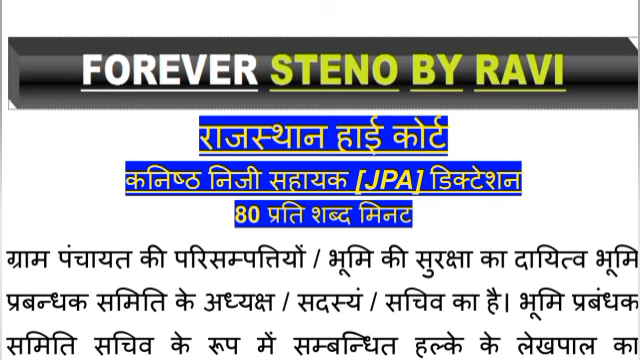 FOREVER STENO BY RAVI
राजस्थान हाई कोर्ट
कनिष्ठ निजी सहायक [JPA] डिक्टेशन
80 प्रति शब्द मिनट
ग्राम पंचायत की परिसम्पत्तियों / भूमि की सुरक्षा का दायित्व भूमि
प्रबन्धक समिति के अध्यक्ष / सदस्यं / सचिव का है। भूमि प्रबंधक
समिति सचिव के रूप में सम्बन्धित हल्के के लेखपाल का